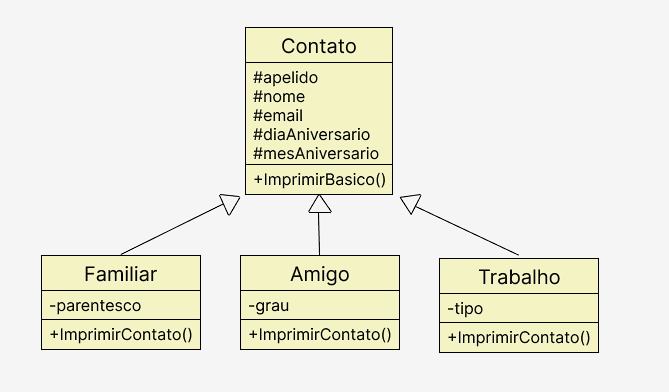 Contato
#apelido
#nome
#email
#diaAniversario
#mesAniversario
+ImprimirBasico()
Familiar
-parentesco
+ImprimirContato()
Amigo
-grau
+ImprimirContato()
Trabalho
-tipo
+ImprimirContato()